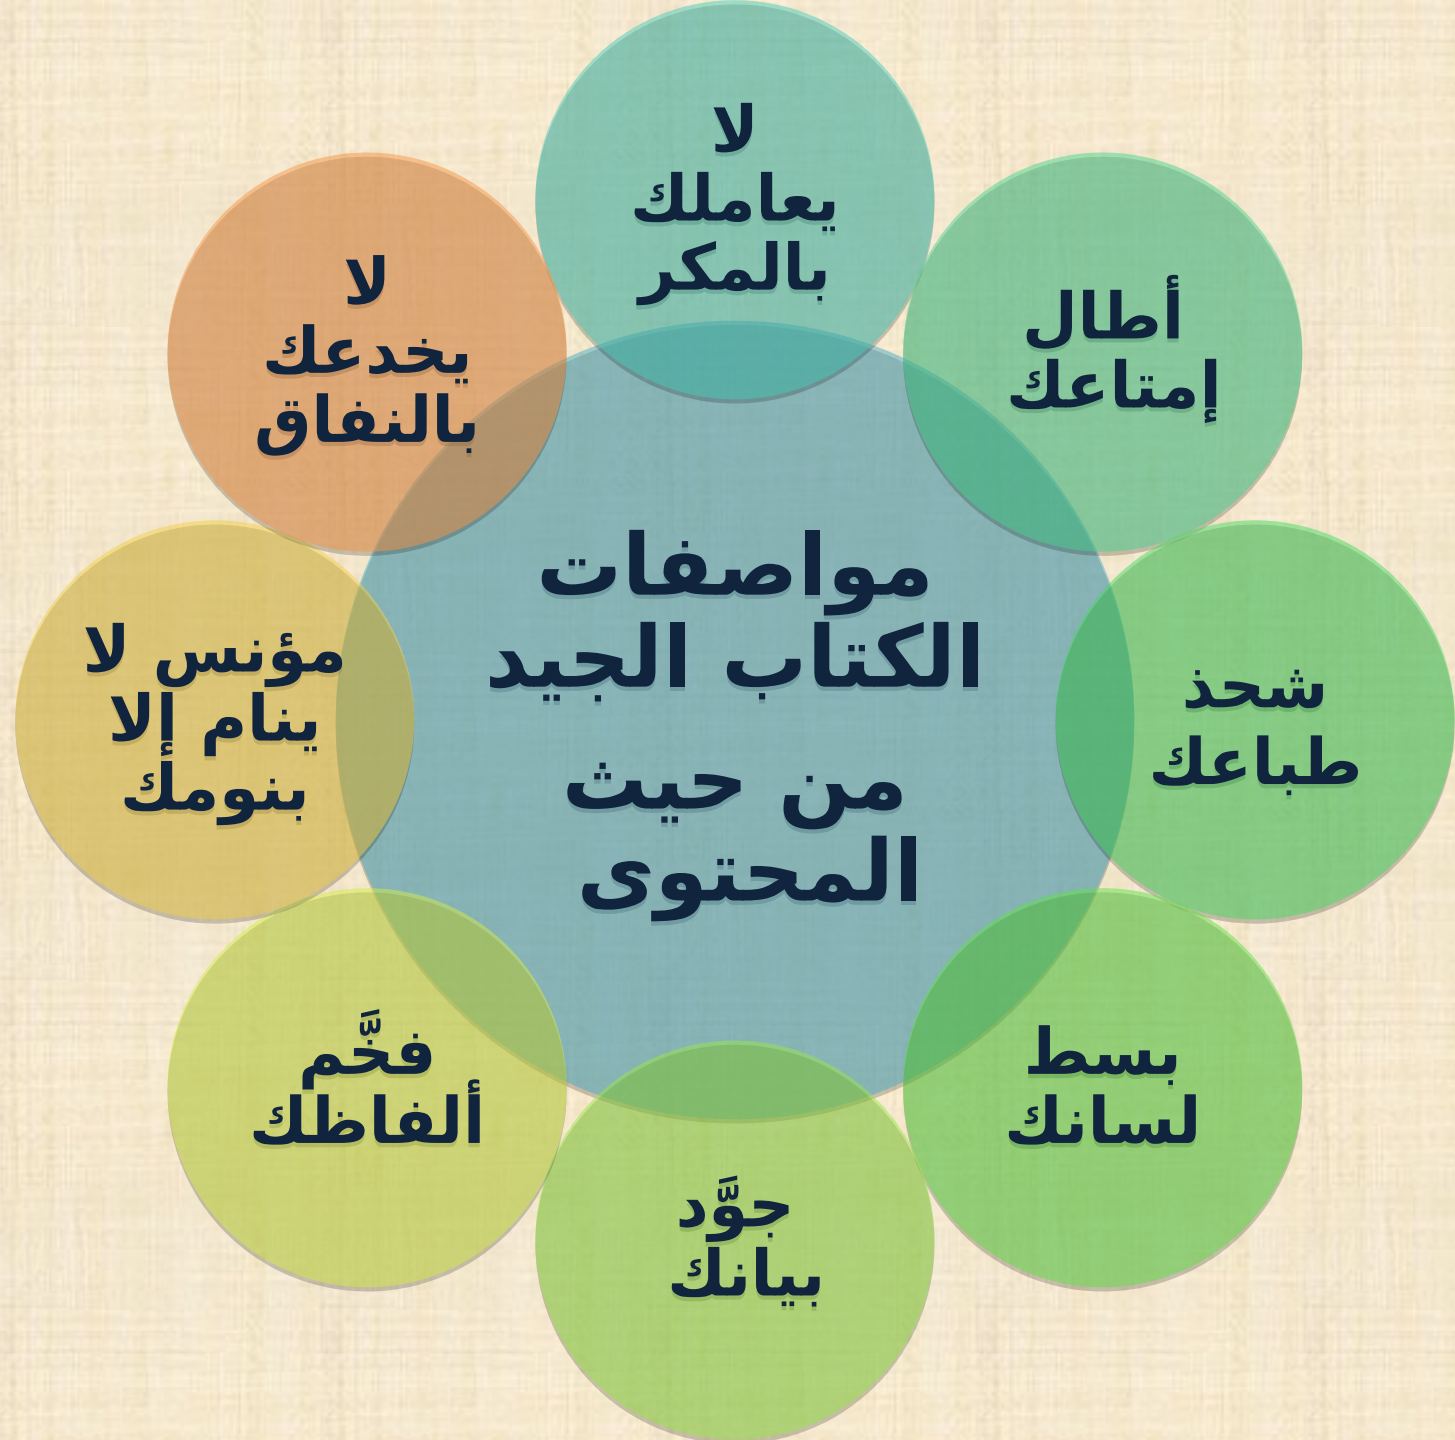 مواصفات
الكتاب الجيد
من حيث
المحتوى
لا
يعاملك
بالمكر
أطال
إمتاعك
شحذ
طباعك
بسط
لسانك
جوَّد
بيانك
فخَّم
ألفاظك
مؤنس لا
ينام إلا
بنومك
لا
يخدعك
بالنفاق